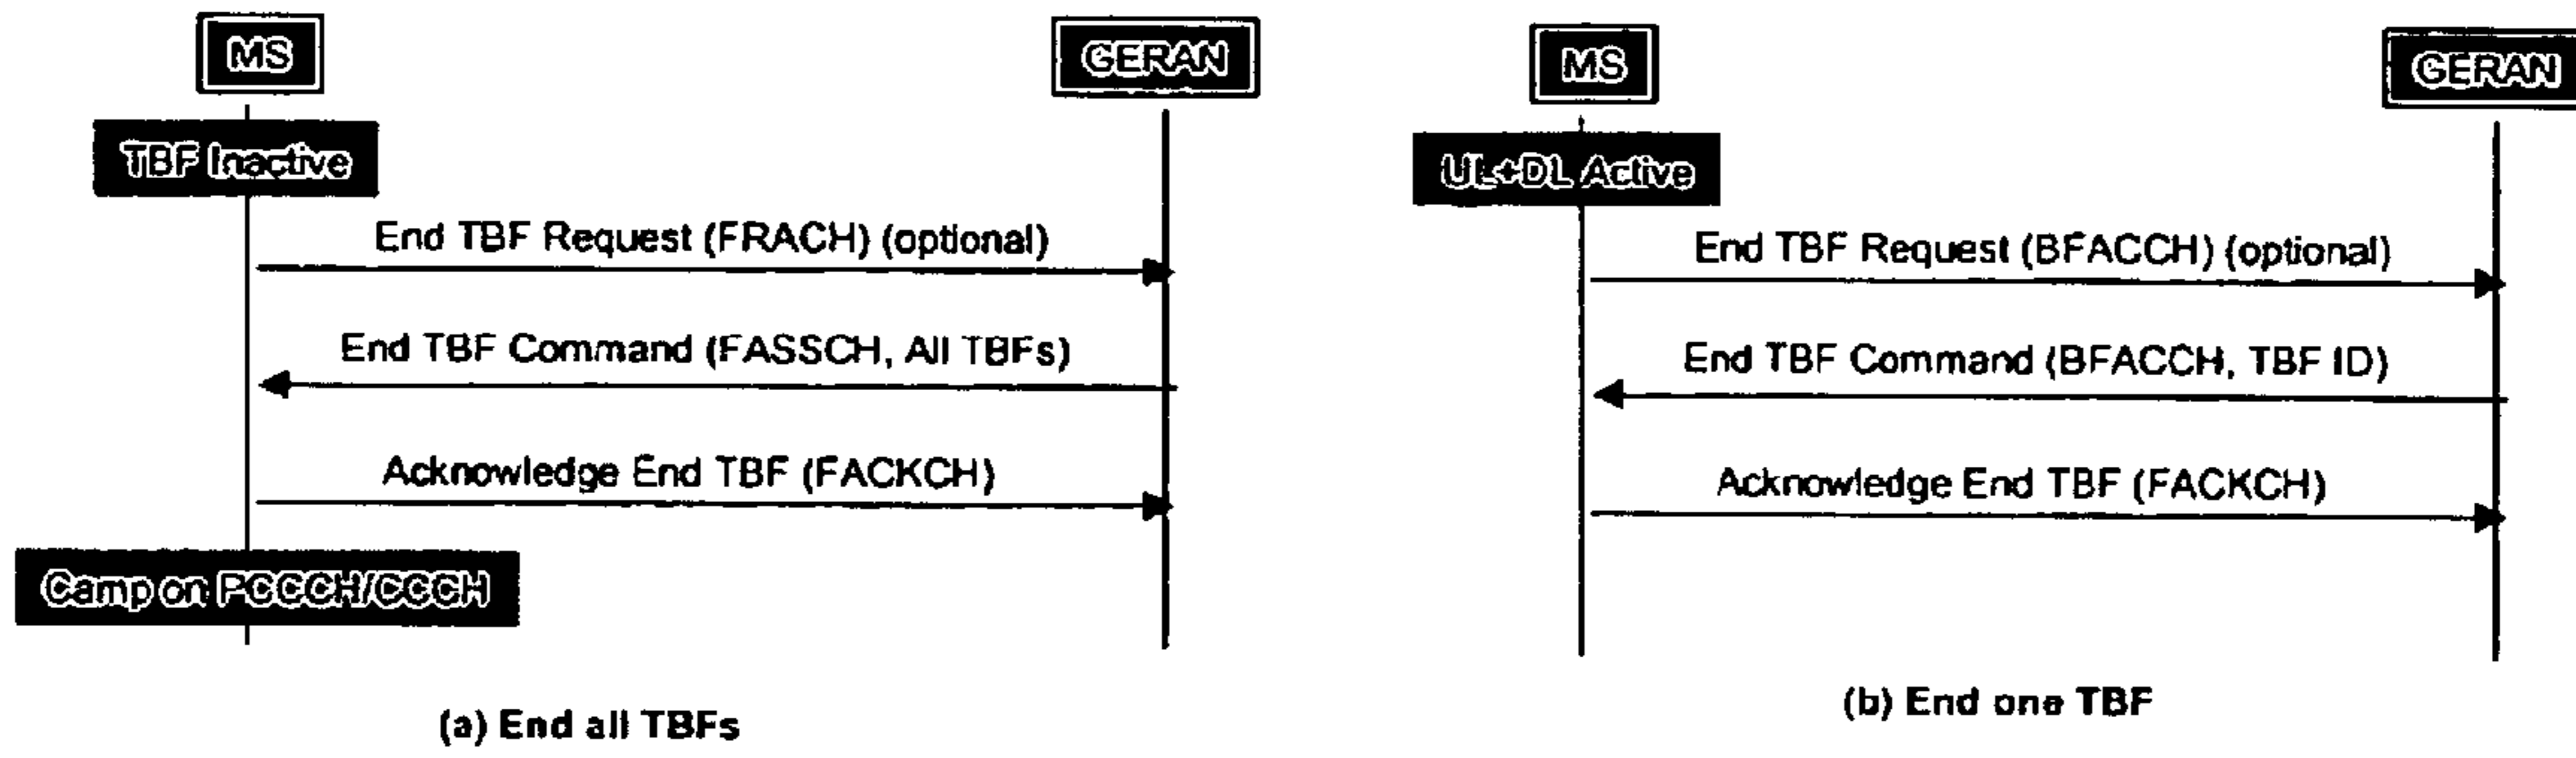 MS
GERAN
TBF Inactive
End TBF Request (FRACH) (optional)
End TBF Command (FASSCH, All TBFs)
Acknowledge End TBF (FACKCH)
Camp on PCCCH/CCCH
(a) End all TBFs
MS
GERAN
UL+DL Active
End TBF Request (BFACCH) (optional)
End TBF Command (BFACCH, TBF ID)
Acknowledge End TBF (FACKCH)
(b) End one TBF